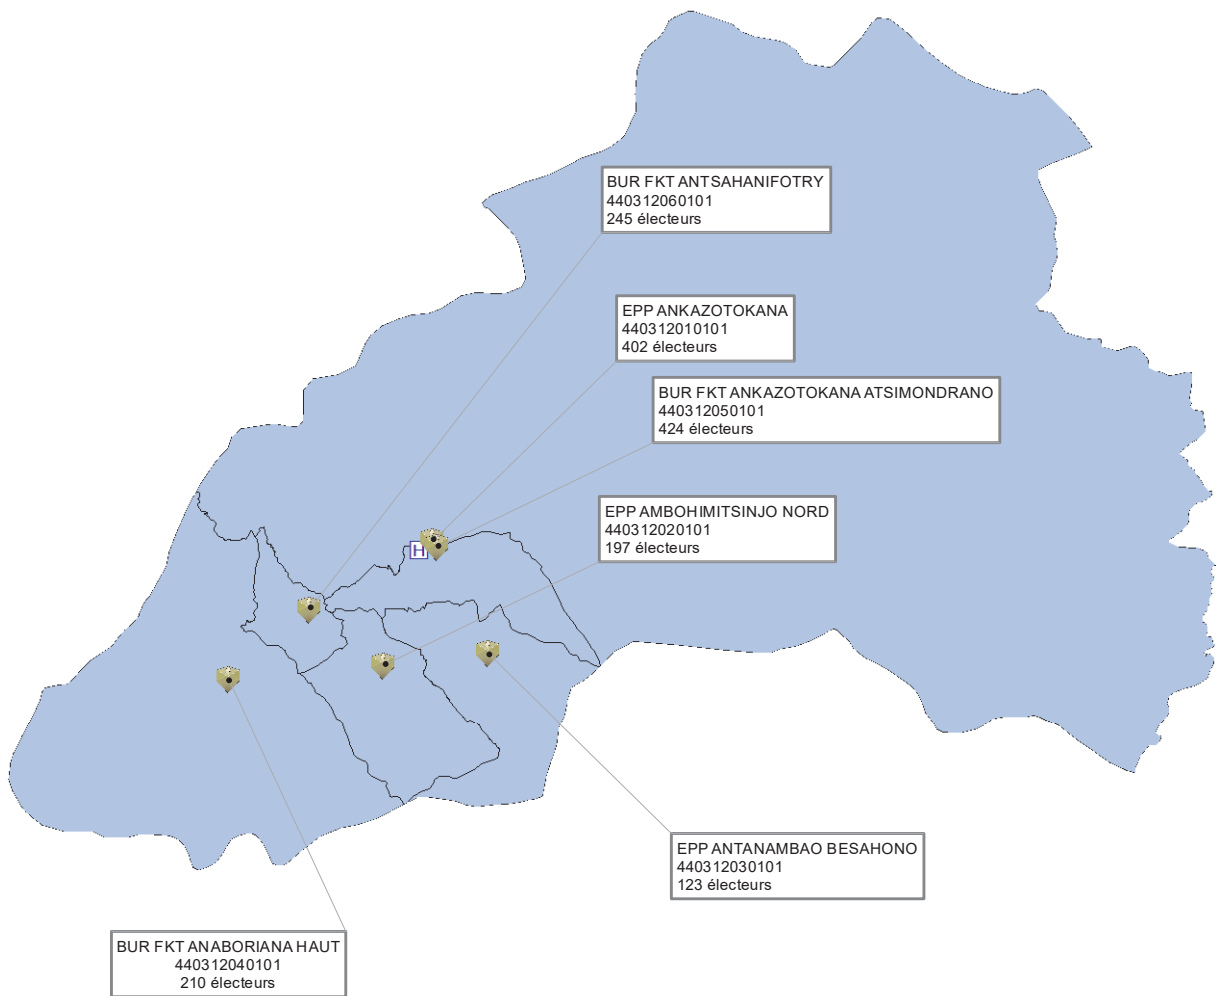 BUR FKT ANTSAHANIFOTRY
440312060101
245 électeurs
EPP ANKAZOTOKANA
440312010101
402 électeurs
BUR FKT ANKAZOTOKANA ATSIMONDRANO
440312050101
424 électeurs
EPP AMBOHIMITSINJO NORD
440312020101
197 électeurs
H
EPP ANTANAMBAO BESAHONO
440312030101
123 électeurs
BUR FKT ANABORIANA HAUT
440312040101
210 électeurs